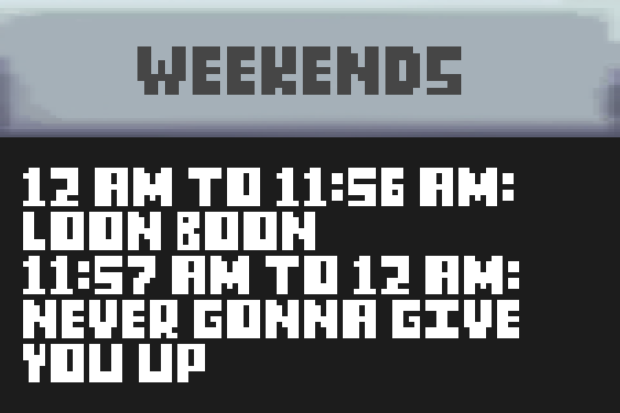 WEEKENDS
12 AM TO 11:56 AM:
LOON BOON
11:57 AM TO 12 AM:
NEVER GONNA GIVE
YOU UP